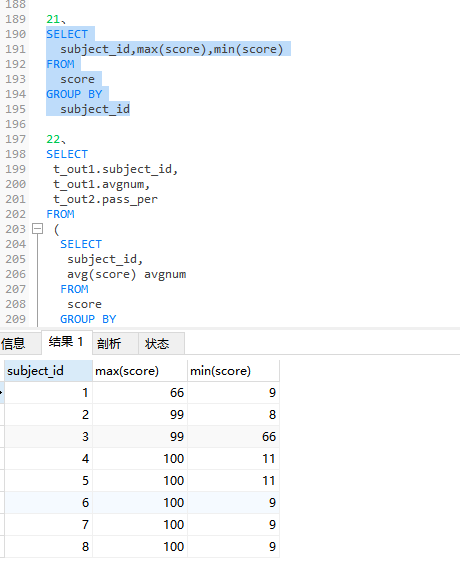 188
189 21、
190 SELECT
191 subject_id,max(score),min(score)
192 FROM
193 score
194 GROUP BY
195 subject_id
196
197 22、
198 SELECT
199 t_out1.subject_id,
200 t_out1.avgnum,
201 t_out2.pass_per
202 FROM
203 (
204 SELECT
205 subject_id,
206 avg(score) avgnum
207 FROM
208 score
209 GROUP BY
信息 结果 1 剖析 状态
subject_id max(score) min(score)
1 66 9
2 99 8
3 99 66
4 100 11
5 100 11
6 100 9
7 100 9
8 100 9